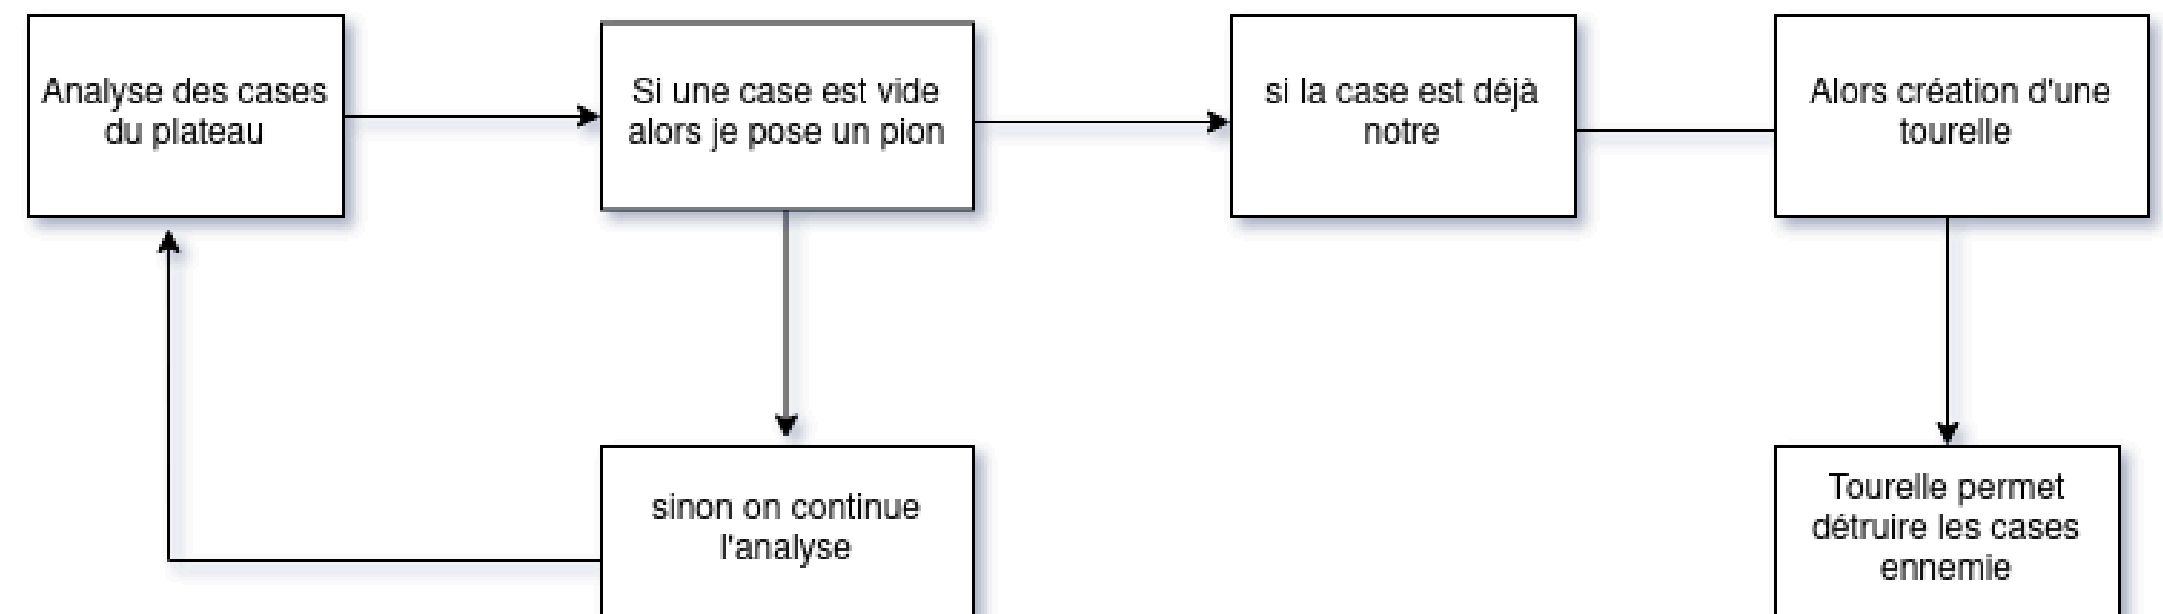 Analyse des cases
du plateau
Si une case est vide
alors je pose un pion
si la case est déjà
notre
Alors création d'une
tourelle
sinon on continue
l'analyse
Tourelle permet
détruire les cases
ennemie